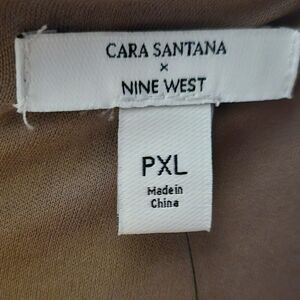 CARA SANTANA
×
NINE WEST
PXL
Made in
China